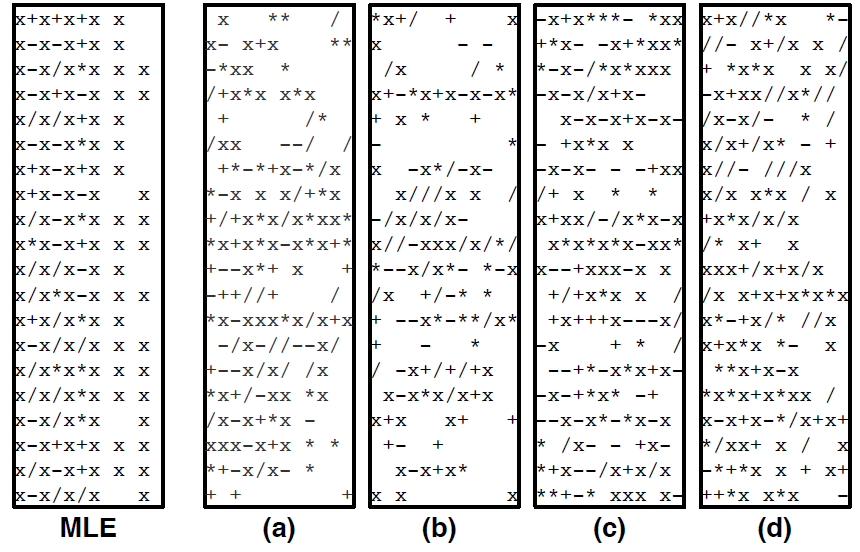 x+x+x+x x
x-x-x+x x
x-x/x*x x x
x-x+x-x x x
x/x/x+x x
x-x-x*x x
x+x-x+x x
x+x-x-x   x
x/x-x*x x x
x*x-x+x x x
x/x/x-x x
x/x*x-x x x
x+x/x*x x
x-x/x/x x x
x/x*x*x x x
x/x/x*x x x
x-x/x*x   x
x-x+x+x x x
x/x-x+x x x
x-x/x/x   x
MLE
 x   **   /
x- x+x    **
-*xx  *
/+x*x x*x
 +      /*
/xx   --/  /
 +*-*+x-*/x
*-x x x/+*x
+/+x*x/x*xx*
*x+x*x-x*x+*
+--x*+ x   +
-++//+    /
*x-xxx*x/x+x
 -/x-//--x/
+--x/x/ /x
*x+/-xx *x
/x-x+*x -
xxx-x+x * *
*+-x/x- *
+ +        +
(a)
*x+/  +    x
x      - -
 /x     / *
x+-*x+x-x-x*
+ x *   +
-          *
x  -x*/-x-
  x///x x  /
-/x/x/x-
x//-xxx/x/*/
*--x/x*- *-x
/x  +/-* *
+ --x*-**/x*
+   -   *
/ -x+/+/+x
 x-x*x/x+x
x+x   x+   +
 +-  +
  x-x+x*
x x        x
(b)
-x+x***- *xx
+*x- -x+*xx*
*-x-/*x*xxx
-x-x/x+x-
  x-x-x+x-x-
- +x*x x
-x-x- - -+xx
/+ x  *  *
x+xx/-/x*x-x
 x*x*x*x-xx*
x--+xxx-x x
 +/+x*x x  /
 +x+++x---x/
-x    + *  /
 --+*-x*x+x
-x-+*x* -+
--x-x*-*x-x
* /x- - +x-
*+x--/x+x/x
**+-* xxx x-
(c)
x+x//*x   *-
//- x+/x x /
+ *x*x  x x/
-x+xx//x*//
/x-x/-  * /
x/x+/x* - +
x//- ///x
x/x x*x / x
+x*x/x/x
/* x+  x
xxx+/x+/x/x
/x x+x+x*x*x
x*-+x/* //x
x+x*x *-  x
 **x+x-x
*x*x+x*xx /
x-x+x-*/x+x+
*/xx+ x /  x
-*+*x x + x+
++*x x*x   -
(d)